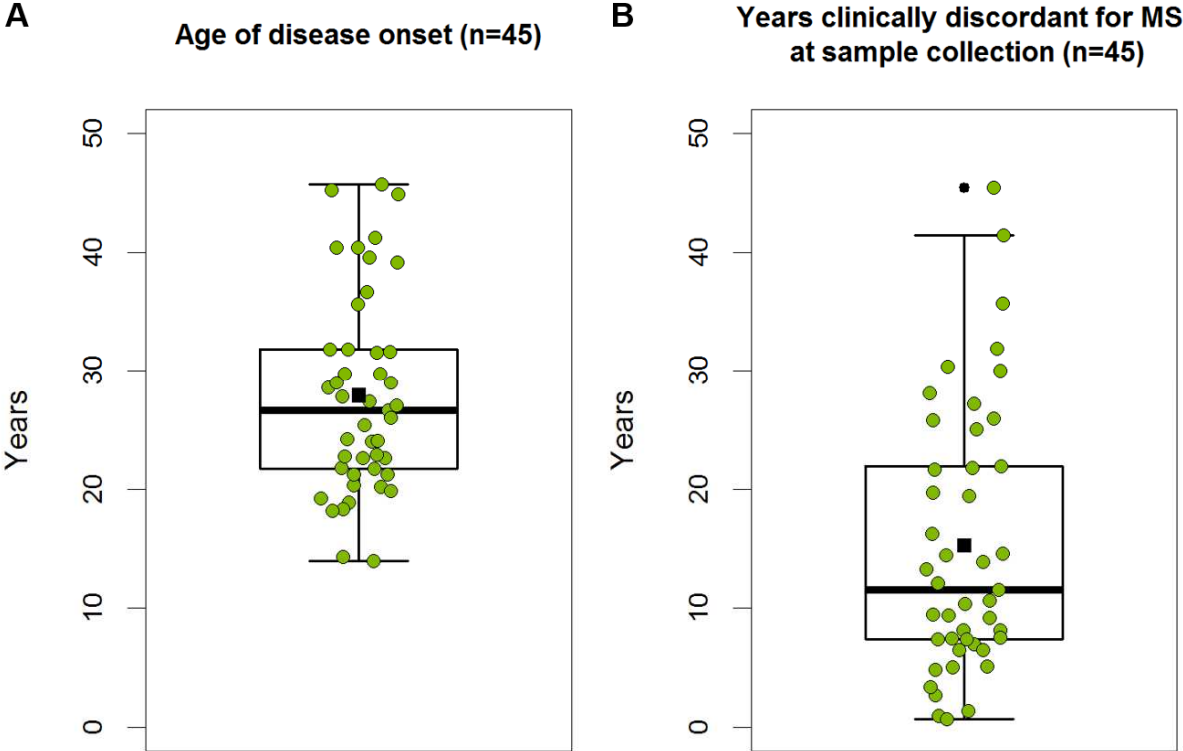 A
Age of disease onset (n=45)
Years
50
40
30
20
10
0
B
Years clinically discordant for MS
at sample collection (n=45)
Years
50
40
30
20
10
0